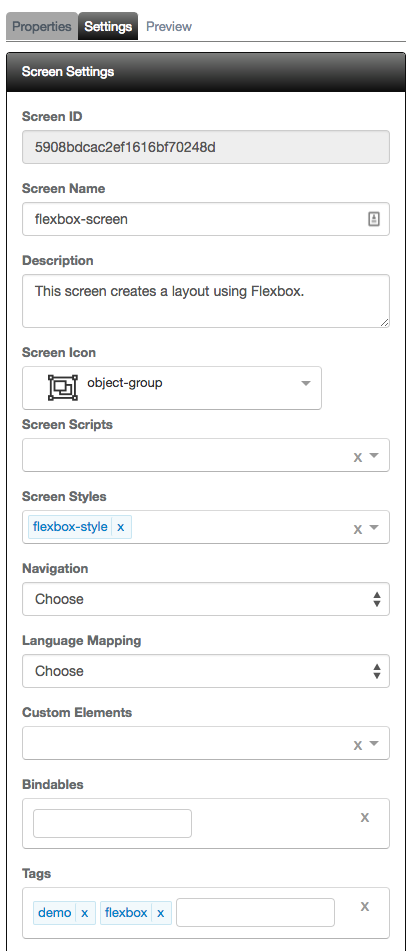 Properties Settings Preview
Screen Settings
Screen ID
5908bdcac2ef1616bf70248d
Screen Name
flexbox-screen
Description
This screen creates a layout using Flexbox.
Screen Icon
object-group
Screen Scripts
x
Screen Styles
flexbox-style x x
Navigation
Choose
Language Mapping
Choose
Custom Elements
x
Bindables
x
Tags
demo x flexbox x x